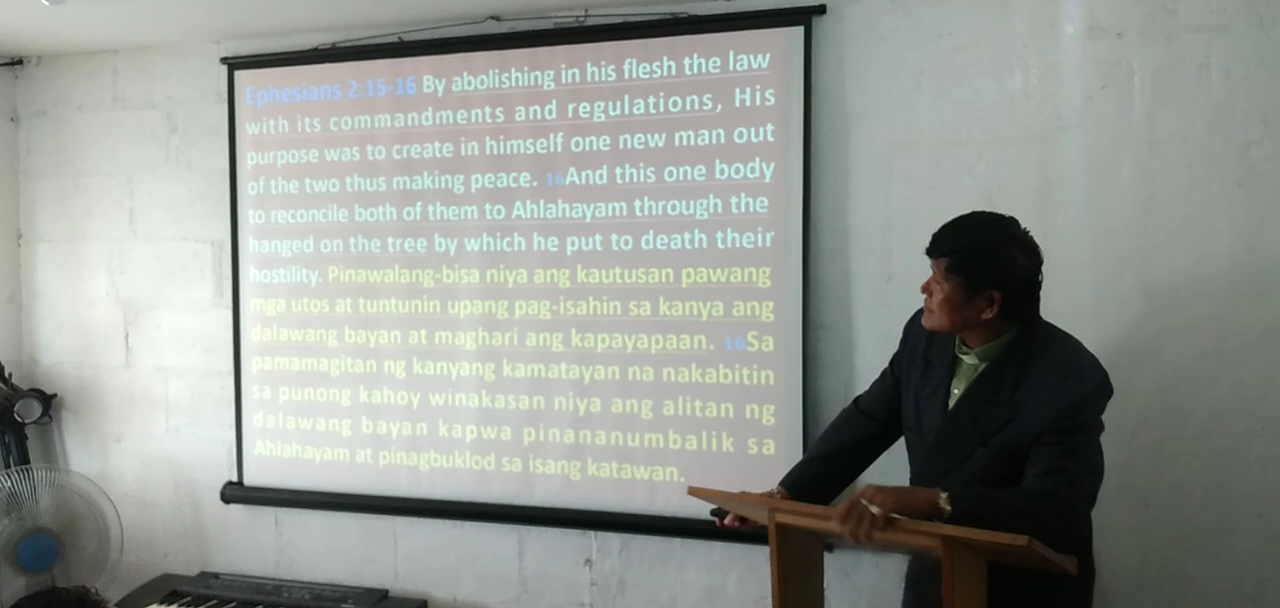 Ephesians 2:15-16 By abolishing in his flesh the law
with its commandments and regulations, His
purpose was to create in himself one new man out
of the two thus making peace. 16And this one body
to reconcile both of them to Ahlahayam through the
hanged on the tree by which he put to death their
hostility. Pinawalang-bisa niya ang kautusan pawang
mga utos at tuntunin upang pag-isahin sa kanya ang
dalawang bayan at maghari ang kapayapaan. 16Sa
pamamagitan ng kanyang kamatayan na nakabitin
sa punong kahoy winakasan niya ang alitan ng
dalawang bayan kapwa pinananumbalik sa
Ahlahayam at pinagbuklod sa isang katawan.